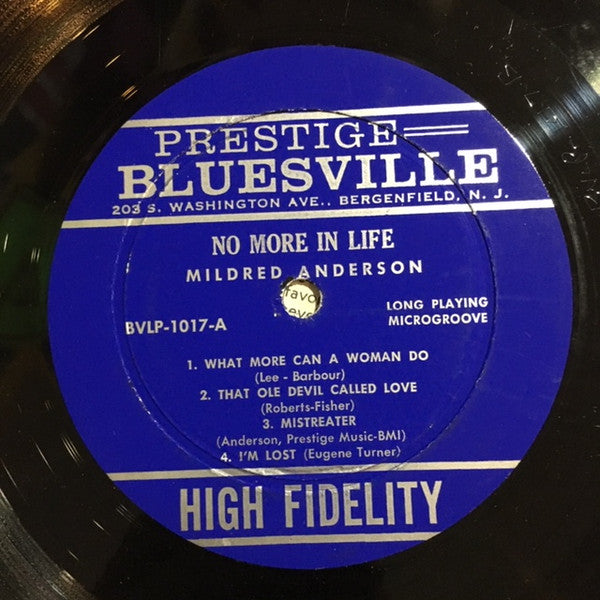 PRESTIGE
BLUESVILLE
203 S. WASHINGTON AVE., BERGENFIELD, N. J.
NO MORE IN LIFE
MILDRED ANDERSON
BVLP-1017-A
LONG PLAYING
MICROGROOVE
1. WHAT MORE CAN A WOMAN DO
(Lee - Barbour)
2. THAT OLE DEVIL CALLED LOVE
(Roberts-Fisher)
3. MISTREATER
(Anderson, Prestige Music-BMI)
4. I'M LOST (Eugene Turner)
HIGH FIDELITY